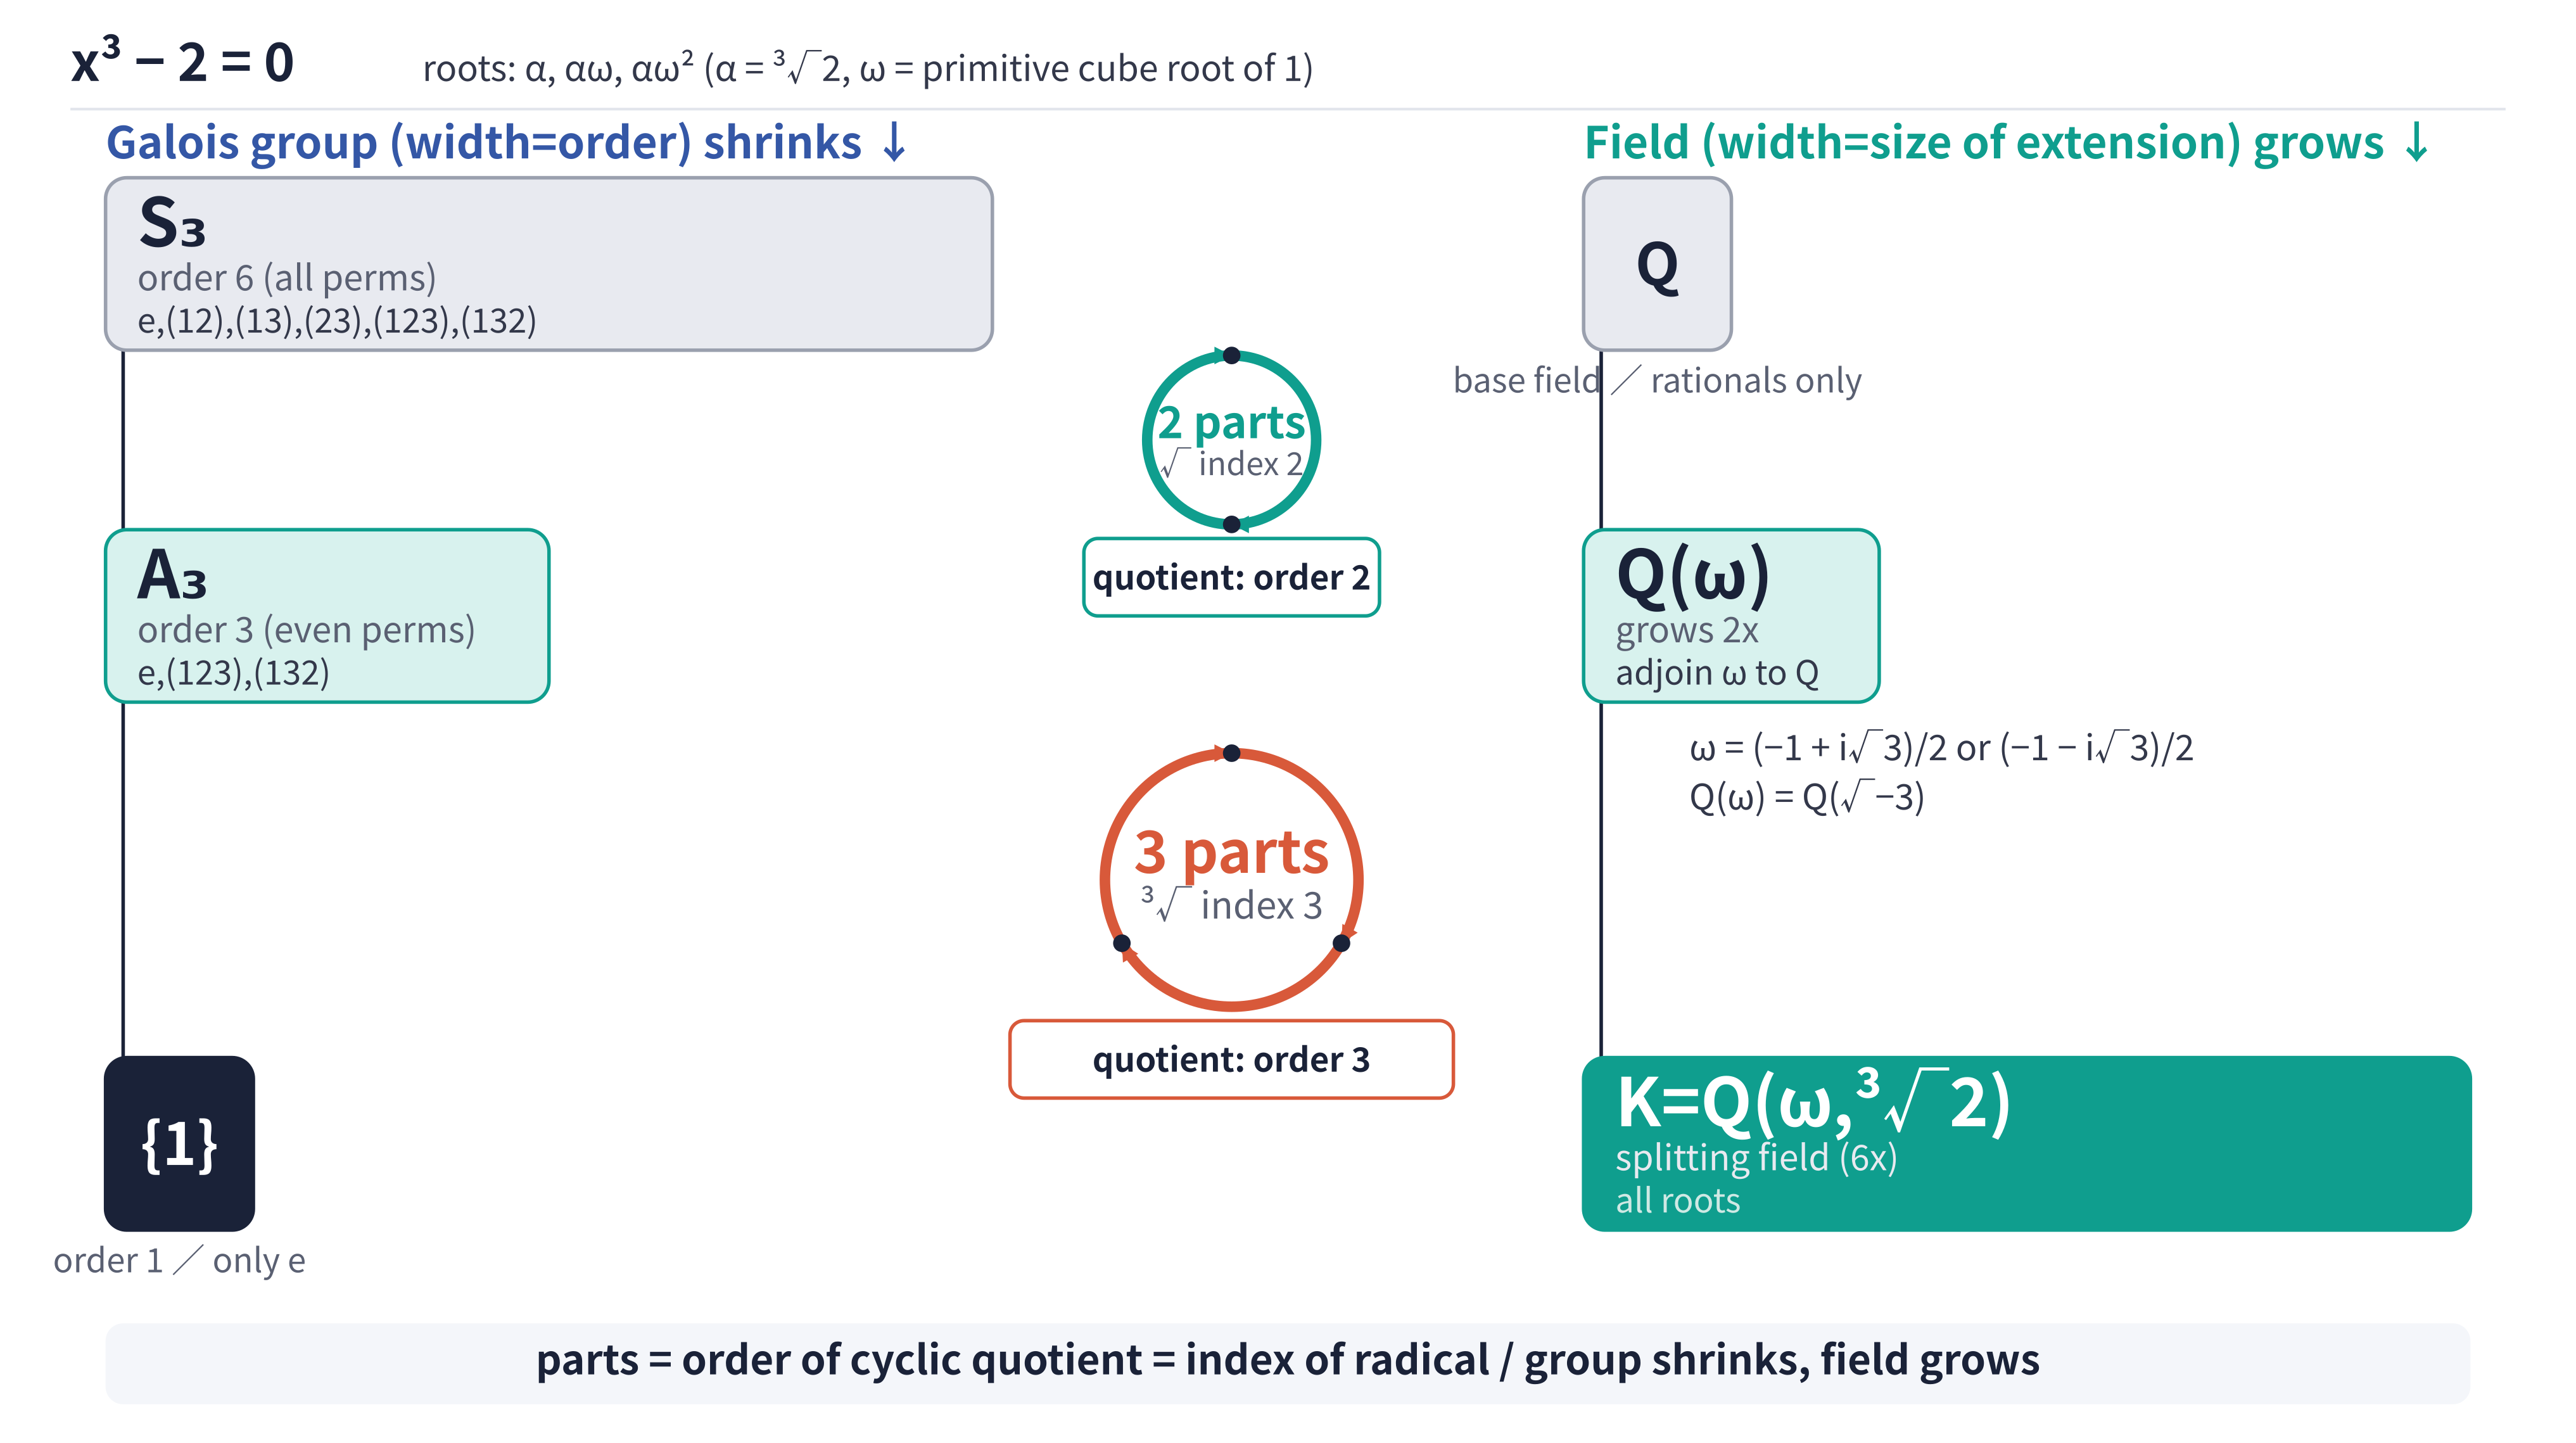 x³ − 2 = 0
roots: α, αω, αω² (α = ³√2, ω = primitive cube root of 1)
Galois group (width=order) shrinks ↓
Field (width=size of extension) grows ↓
S₃
order 6 (all perms)
e,(12),(13),(23),(123),(132)
Q
base field ／ rationals only
2 parts
√ index 2
quotient: order 2
A₃
order 3 (even perms)
e,(123),(132)
Q(ω)
grows 2x
adjoin ω to Q
ω = (−1 + i√3)/2 or (−1 − i√3)/2
Q(ω) = Q(√−3)
3 parts
³√ index 3
quotient: order 3
{1}
order 1 ／ only e
K=Q(ω,³√2)
splitting field (6x)
all roots
parts = order of cyclic quotient = index of radical / group shrinks, field grows